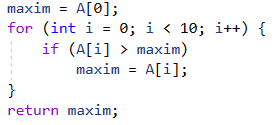 maxim = A[0];
for (int i = 0; i < 10; i++) {
    if (A[i] > maxim)
        maxim = A[i];
}
return maxim;